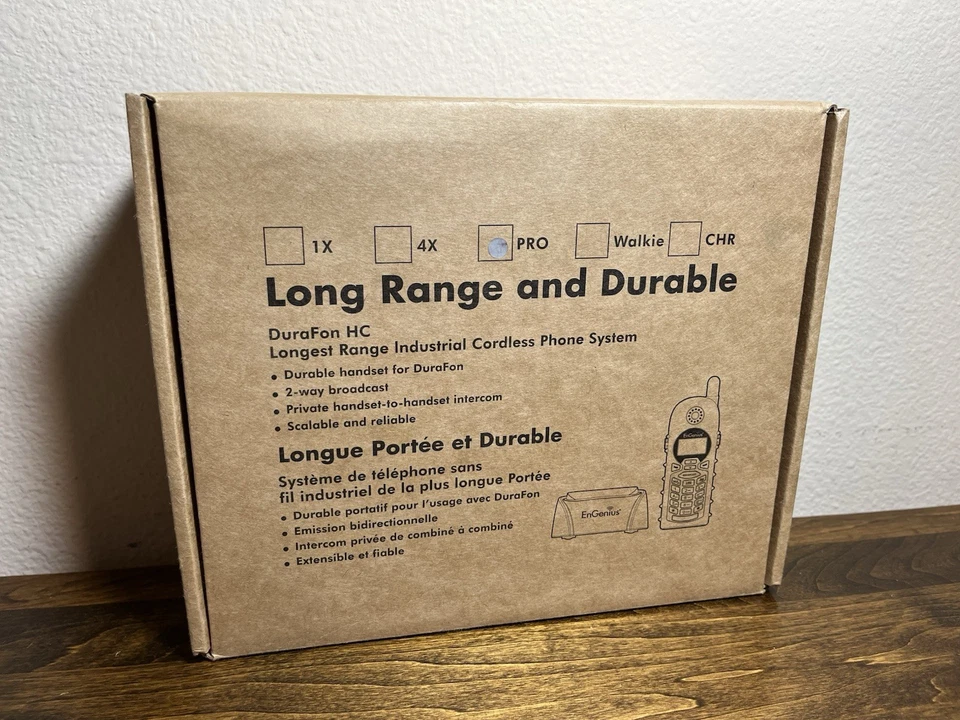 1X 4X PRO Walkie CHR
Long Range and Durable
DuraFon HC
Longest Range Industrial Cordless Phone System
• Durable handset for DuraFon
• 2-way broadcast
• Private handset-to-handset intercom
• Scalable and reliable
Longue Portée et Durable
Système de téléphone sans
fil industriel de la plus longue Portée
• Durable portatif pour l'usage avec DuraFon
• Emission bidirectionnelle
• Intercom privée de combiné á combiné
• Extensible et fiable
EnGenius
EnGenius